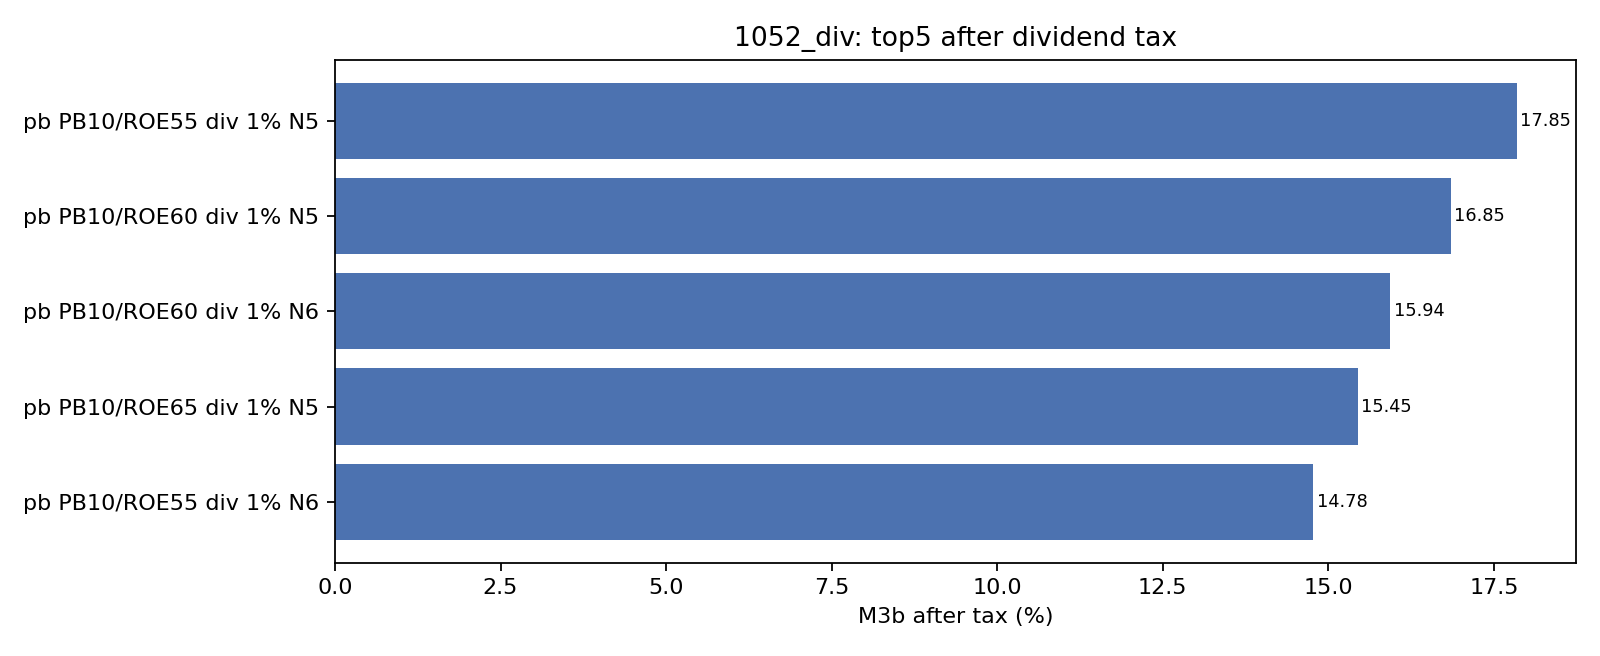 1052_div: top5 after dividend tax
pb PB10/ROE55 div 1% N5
17.85
pb PB10/ROE60 div 1% N5
16.85
pb PB10/ROE60 div 1% N6
15.94
pb PB10/ROE65 div 1% N5
15.45
pb PB10/ROE55 div 1% N6
14.78
0.0 2.5 5.0 7.5 10.0 12.5 15.0 17.5
M3b after tax (%)